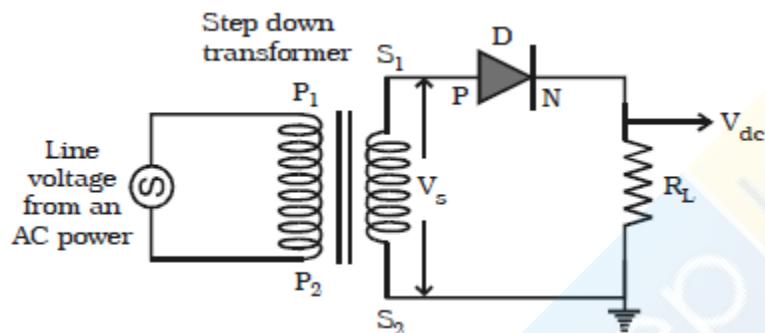 Step down
transformer
S1
D
P1
P
N
Vdc
Line
voltage
from an
AC power
S
Vs
RL
P2
S2